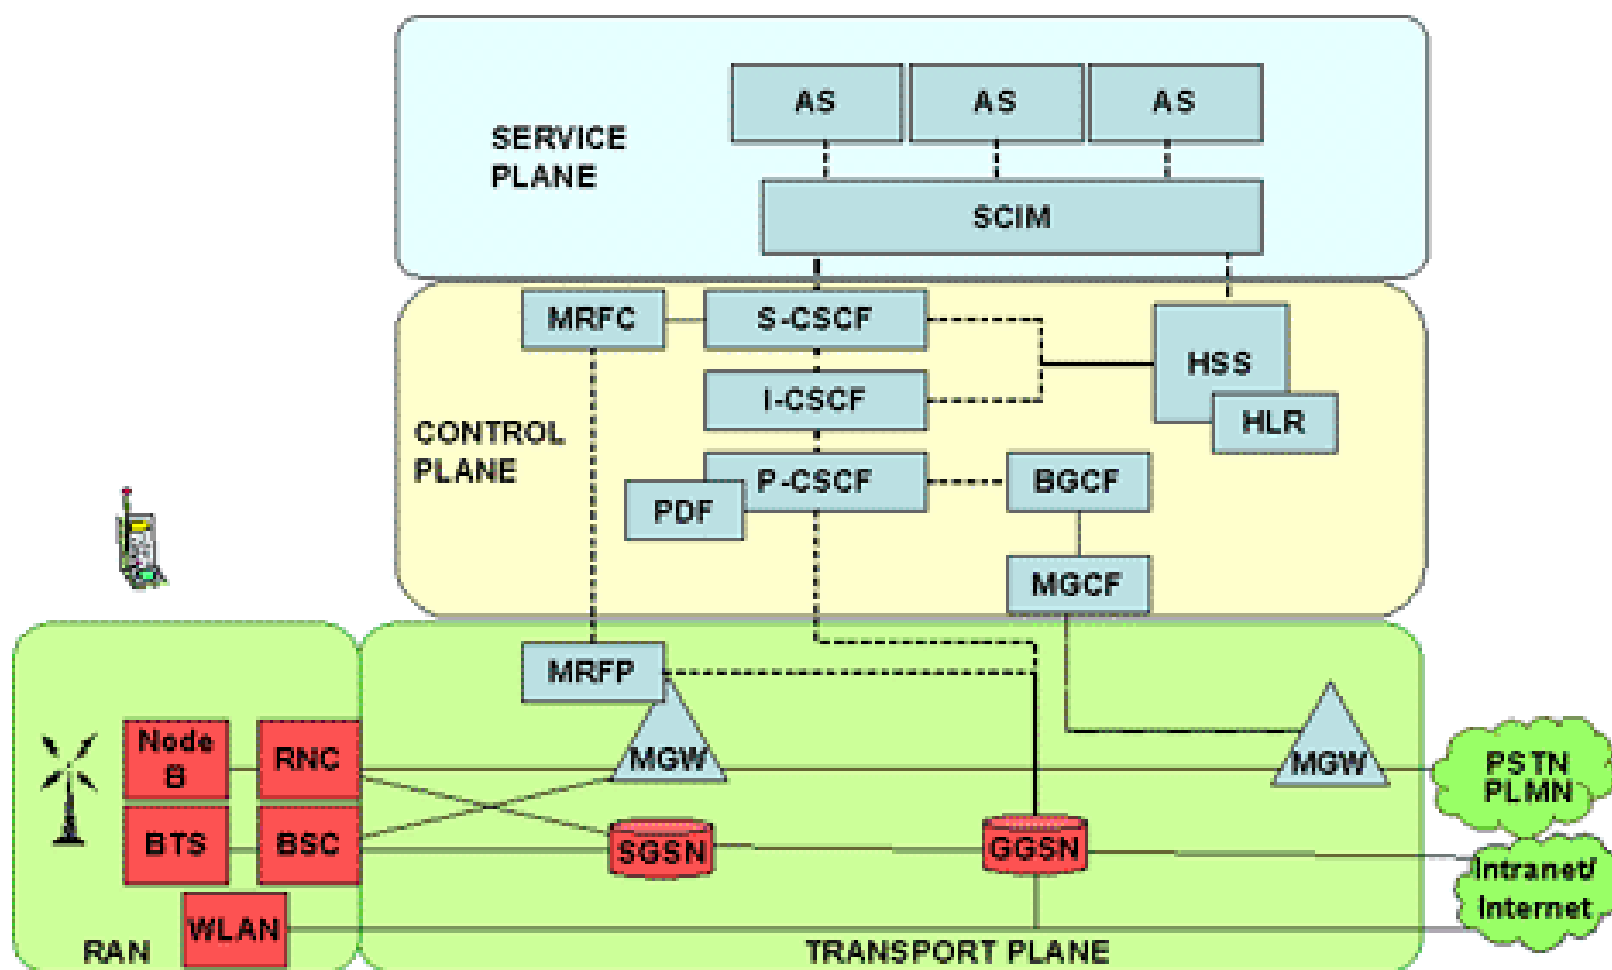 AS
AS
AS
SERVICE
PLANE
SCIM
MRFC
S-CSCF
HSS
I-CSCF
HLR
CONTROL
PLANE
P-CSCF
BGCF
PDF
MGCF
MRFP
Node
B
RNC
MGW
MGW
PSTN
PLMN
BTS
BSC
SGSN
GGSN
Intranet/
Internet
WLAN
RAN
TRANSPORT PLANE